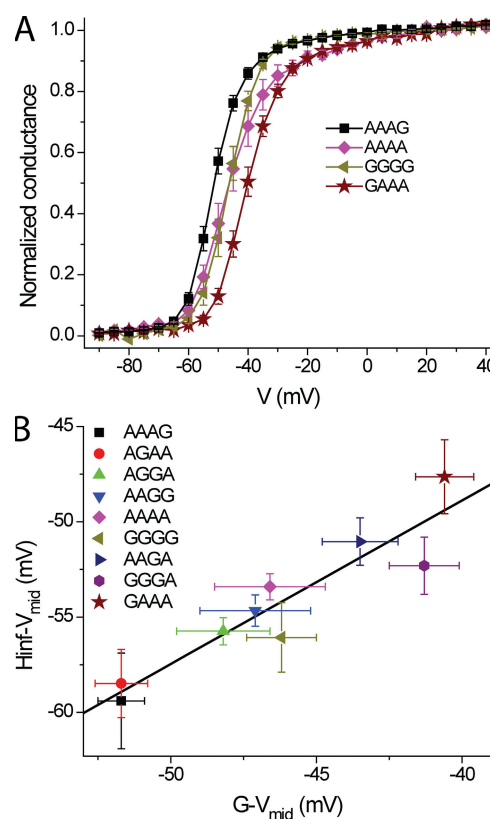 A
1.0
0.8
0.6
0.4
0.2
0.0
Normalized conductance
AAAG
AAAA
GGGG
GAAA
-80
-60
-40
-20
0
20
40
V (mV)
B
-45
-50
-55
-60
Hinf-Vmid (mV)
AAAG
AGAA
AGGA
AAGG
AAAA
GGGG
AAGA
GGGA
GAAA
-50
-45
-40
G-Vmid (mV)